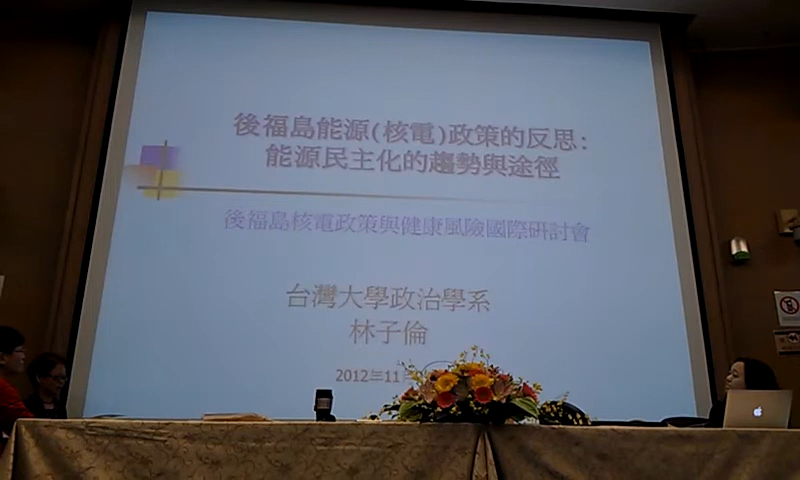 後福島能源(核電)政策的反思:
能源民主化的趨勢與途徑
後福島核電政策與健康風險國際研討會
台灣大學政治學系
林子倫
2012年11